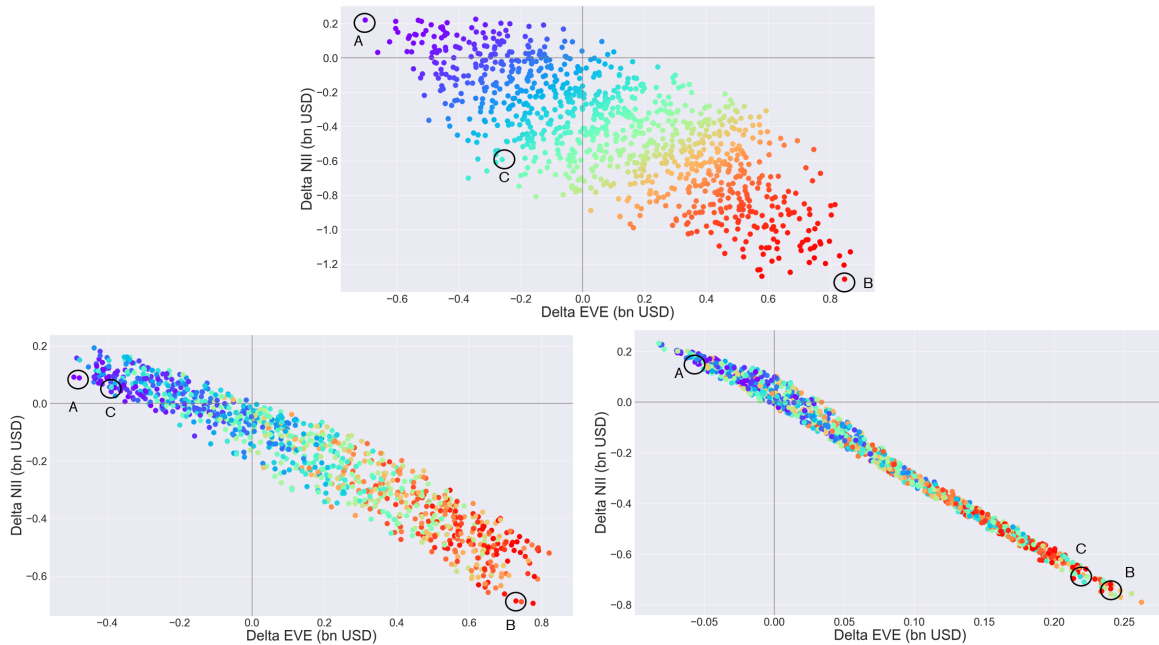 0.2
0.0
−0.2
−0.4
−0.6
−0.8
−1.0
−1.2
Delta NII (bn USD)
A
C
B
−0.6 −0.4 −0.2 0.0 0.2 0.4 0.6 0.8
Delta EVE (bn USD)
0.2
0.0
−0.2
−0.4
−0.6
Delta NII (bn USD)
A C
B
−0.4 −0.2 0.0 0.2 0.4 0.6 0.8
Delta EVE (bn USD)
0.2
0.0
−0.2
−0.4
−0.6
−0.8
Delta NII (bn USD)
A
C
B
−0.05 0.00 0.05 0.10 0.15 0.20 0.25
Delta EVE (bn USD)